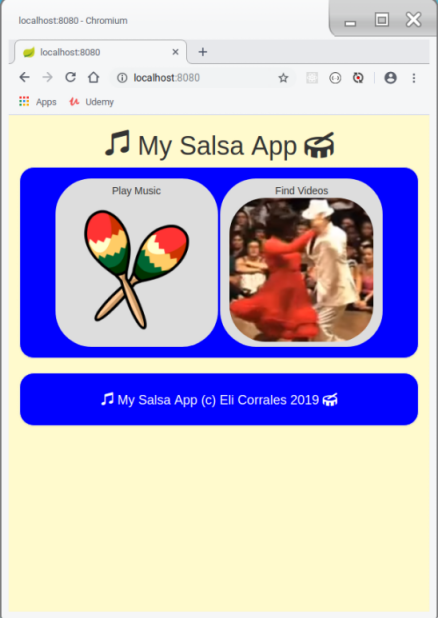 localhost:8080 - Chromium
localhost:8080
localhost:8080
Apps Udemy
My Salsa App
Play Music Find Videos
My Salsa App (c) Eli Corrales 2019